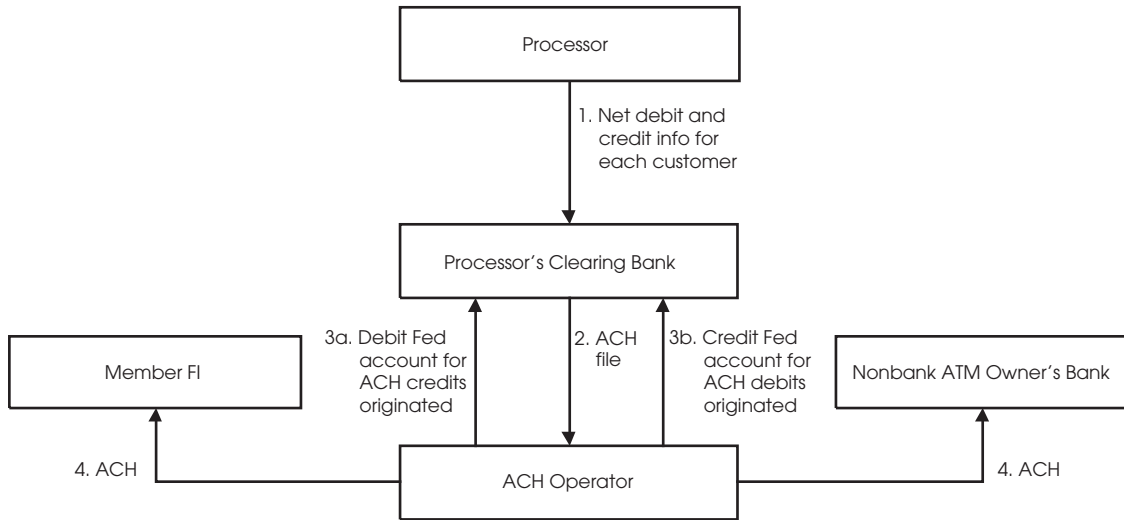 Processor
1. Net debit and
credit info for
each customer
Processor’s Clearing Bank
3a. Debit Fed
account for
ACH credits
originated
2. ACH
file
3b. Credit Fed
account for
ACH debits
originated
Member FI
Nonbank ATM Owner’s Bank
4. ACH
ACH Operator
4. ACH